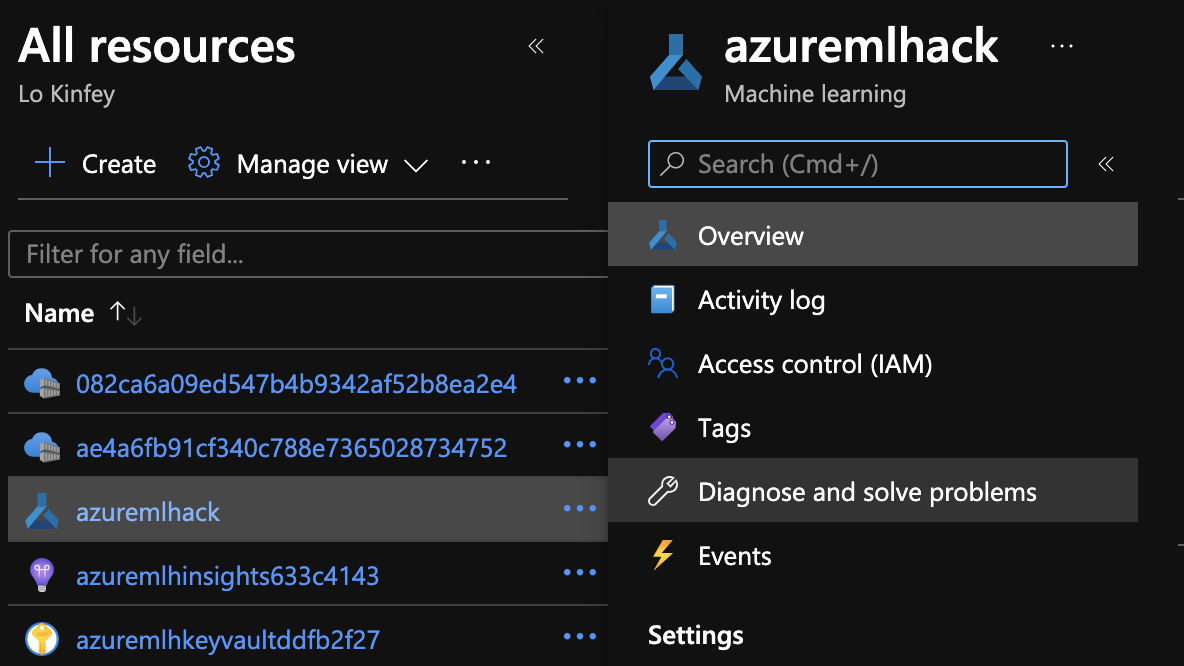 All resources
Lo Kinfey
Create
Manage view
Filter for any field...
Name
082ca6a09ed547b4b9342af52b8ea2e4
ae4a6fb91cf340c788e7365028734752
azuremlhack
azuremlhinsights633c4143
azuremlhkeyvaultddfb2f27
azuremlhack
Machine learning
Search (Cmd+/)
Overview
Activity log
Access control (IAM)
Tags
Diagnose and solve problems
Events
Settings